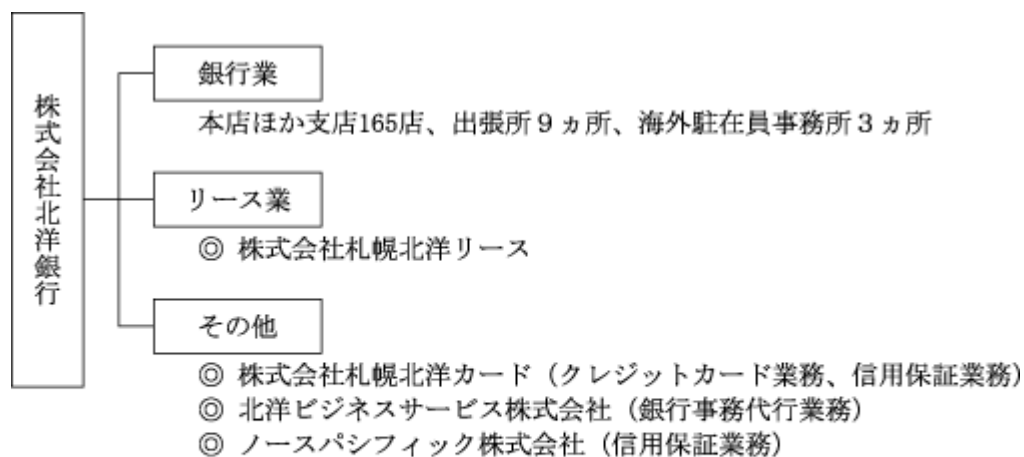 株式会社北洋銀行
銀行業
本店ほか支店165店、出張所９ヵ所、海外駐在員事務所３ヵ所
リース業
◎ 株式会社札幌北洋リース
その他
◎ 株式会社札幌北洋カード（クレジットカード業務、信用保証業務）
◎ 北洋ビジネスサービス株式会社（銀行事務代行業務）
◎ ノースパシフィック株式会社（信用保証業務）